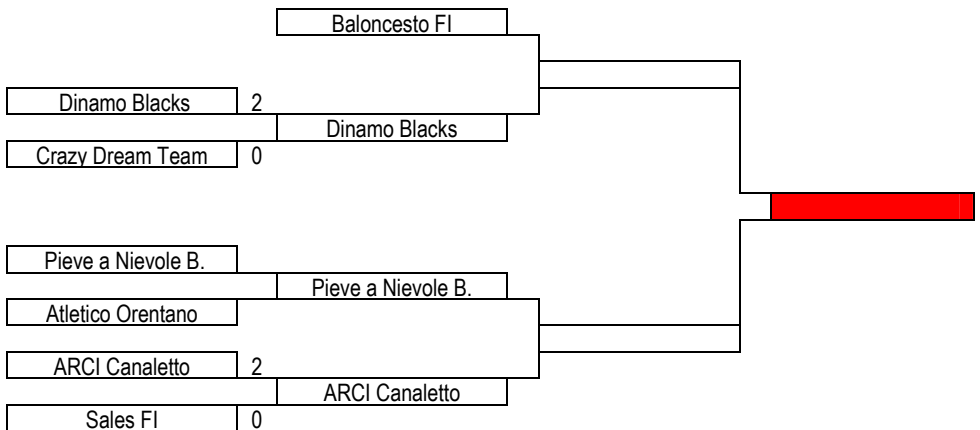 Baloncesto FI
Dinamo Blacks 2
Dinamo Blacks
Crazy Dream Team 0
Pieve a Nievole B.
Pieve a Nievole B.
Atletico Orentano
ARCI Canaletto 2
ARCI Canaletto
Sales FI 0